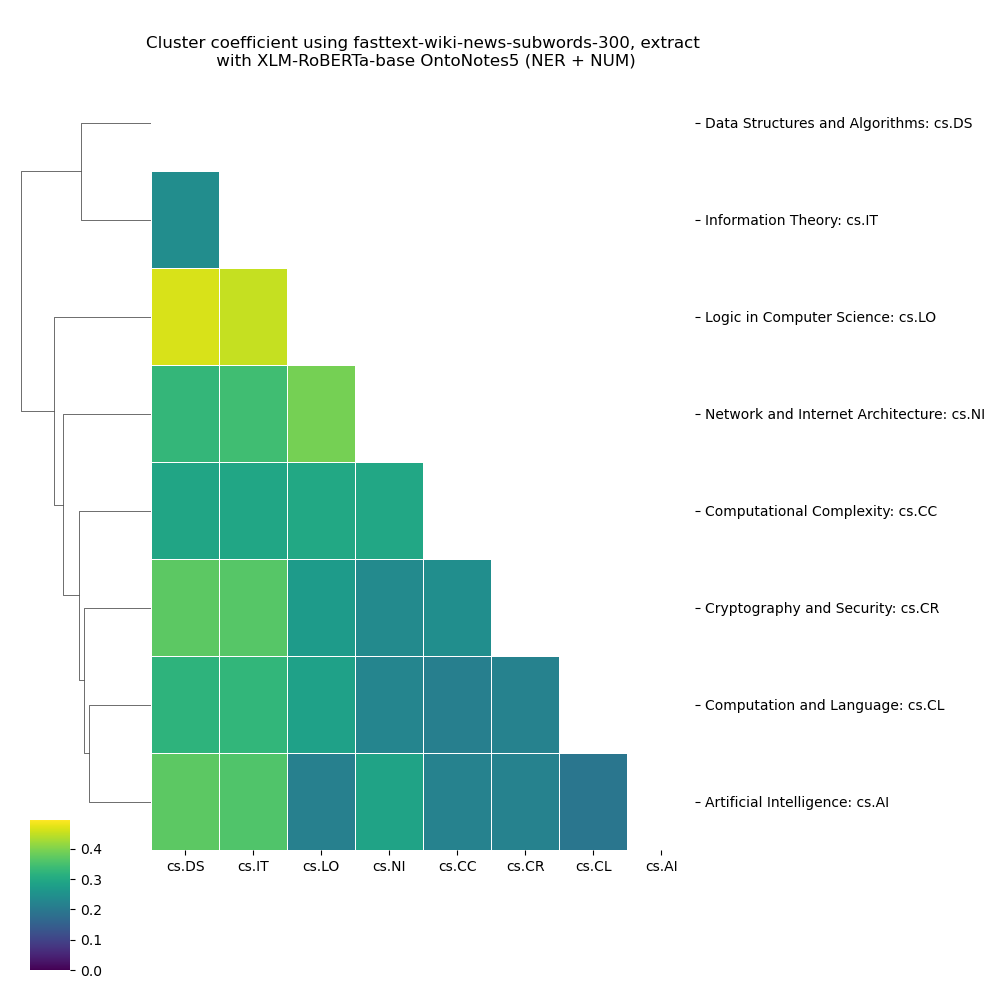 Cluster coefficient using fasttext-wiki-news-subwords-300, extract
with XLM-RoBERTa-base OntoNotes5 (NER + NUM)
Data Structures and Algorithms: cs.DS
Information Theory: cs.IT
Logic in Computer Science: cs.LO
Network and Internet Architecture: cs.NI
Computational Complexity: cs.CC
Cryptography and Security: cs.CR
Computation and Language: cs.CL
Artificial Intelligence: cs.AI
cs.DS cs.IT cs.LO cs.NI cs.CC cs.CR cs.CL cs.AI
0.4
0.3
0.2
0.1
0.0